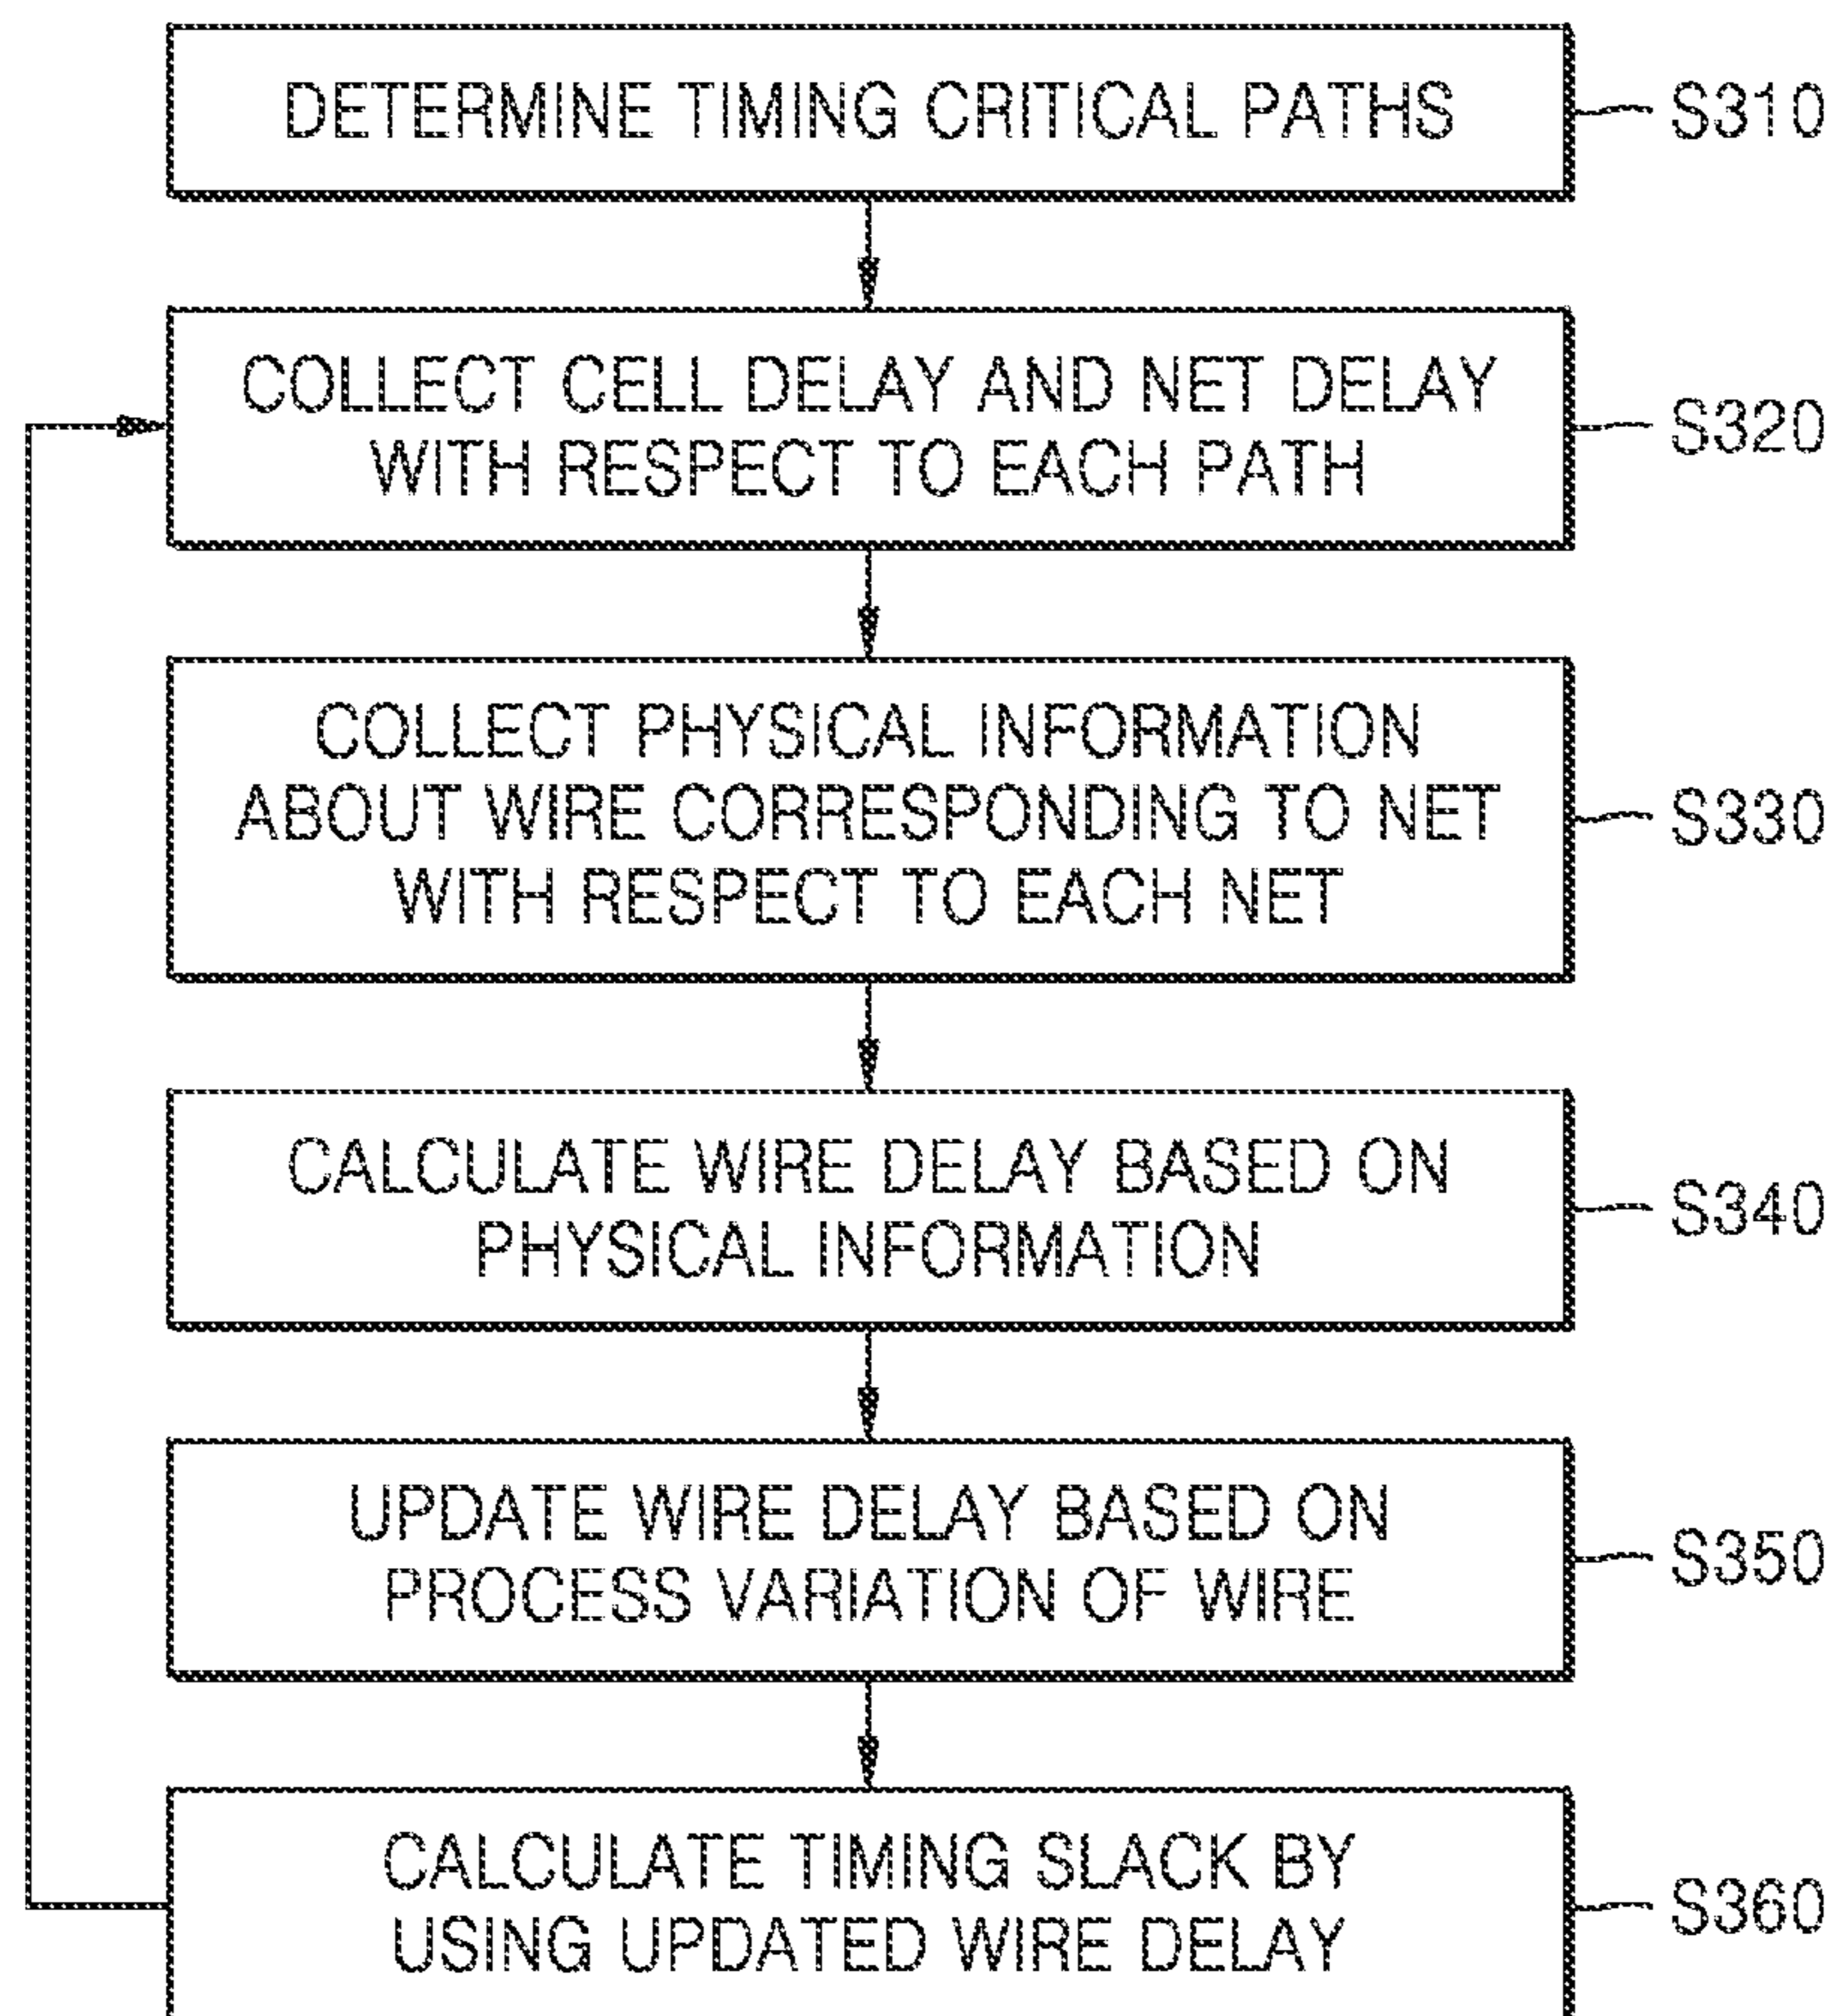 DETERMINE TIMING CRITICAL PATHS
S310
COLLECT CELL DELAY AND NET DELAY
WITH RESPECT TO EACH PATH
S320
COLLECT PHYSICAL INFORMATION
ABOUT WIRE CORRESPONDING TO NET
WITH RESPECT TO EACH NET
S330
CALCULATE WIRE DELAY BASED ON
PHYSICAL INFORMATION
S340
UPDATE WIRE DELAY BASED ON
PROCESS VARIATION OF WIRE
S350
CALCULATE TIMING SLACK BY
USING UPDATED WIRE DELAY
S360